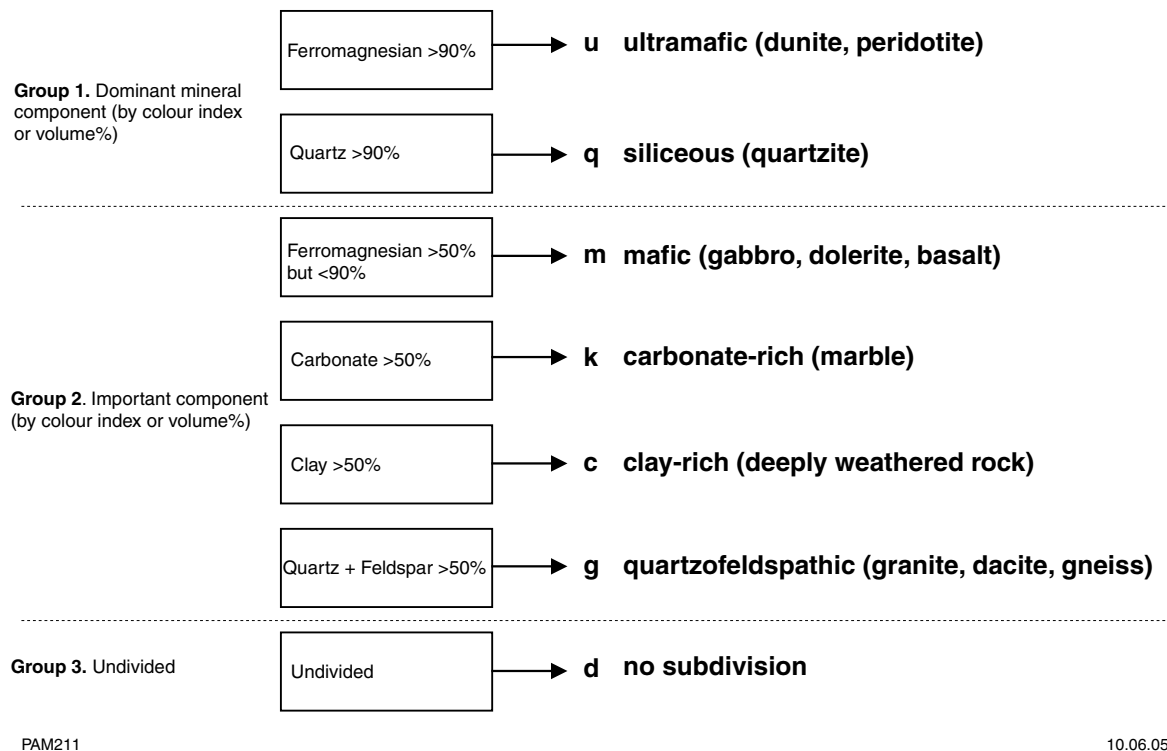 Ferromagnesian >90%
u ultramafic (dunite, peridotite)
Group 1. Dominant mineral
component (by colour index
or volume%)
Quartz >90%
q siliceous (quartzite)
Ferromagnesian >50%
but <90%
m mafic (gabbro, dolerite, basalt)
Carbonate >50%
k carbonate-rich (marble)
Group 2. Important component
(by colour index or volume%)
Clay >50%
c clay-rich (deeply weathered rock)
Quartz + Feldspar >50%
g quartzofeldspathic (granite, dacite, gneiss)
Group 3. Undivided
Undivided
d no subdivision
PAM211
10.06.05